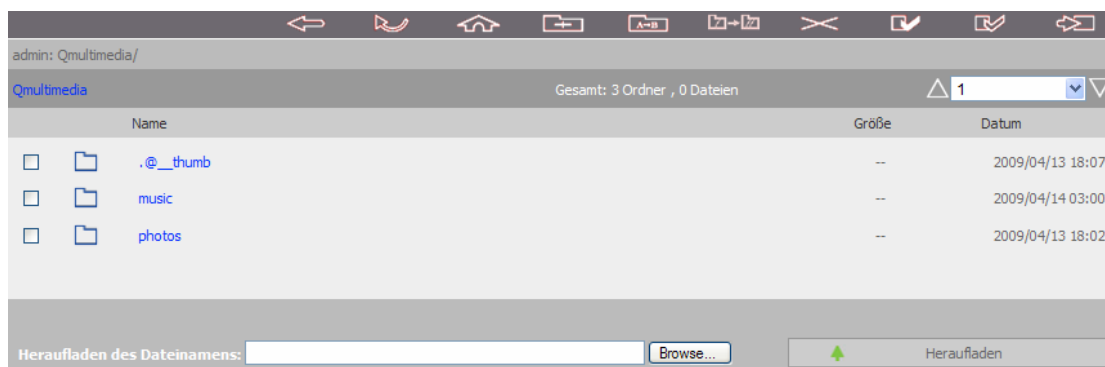 admin: Qmultimedia/
Qmultimedia Gesamt: 3 Ordner , 0 Dateien 1
Name Größe Datum
.@__thumb -- 2009/04/13 18:07
music -- 2009/04/14 03:00
photos -- 2009/04/13 18:02
Heraufladen des Dateinamens: Browse... Heraufladen